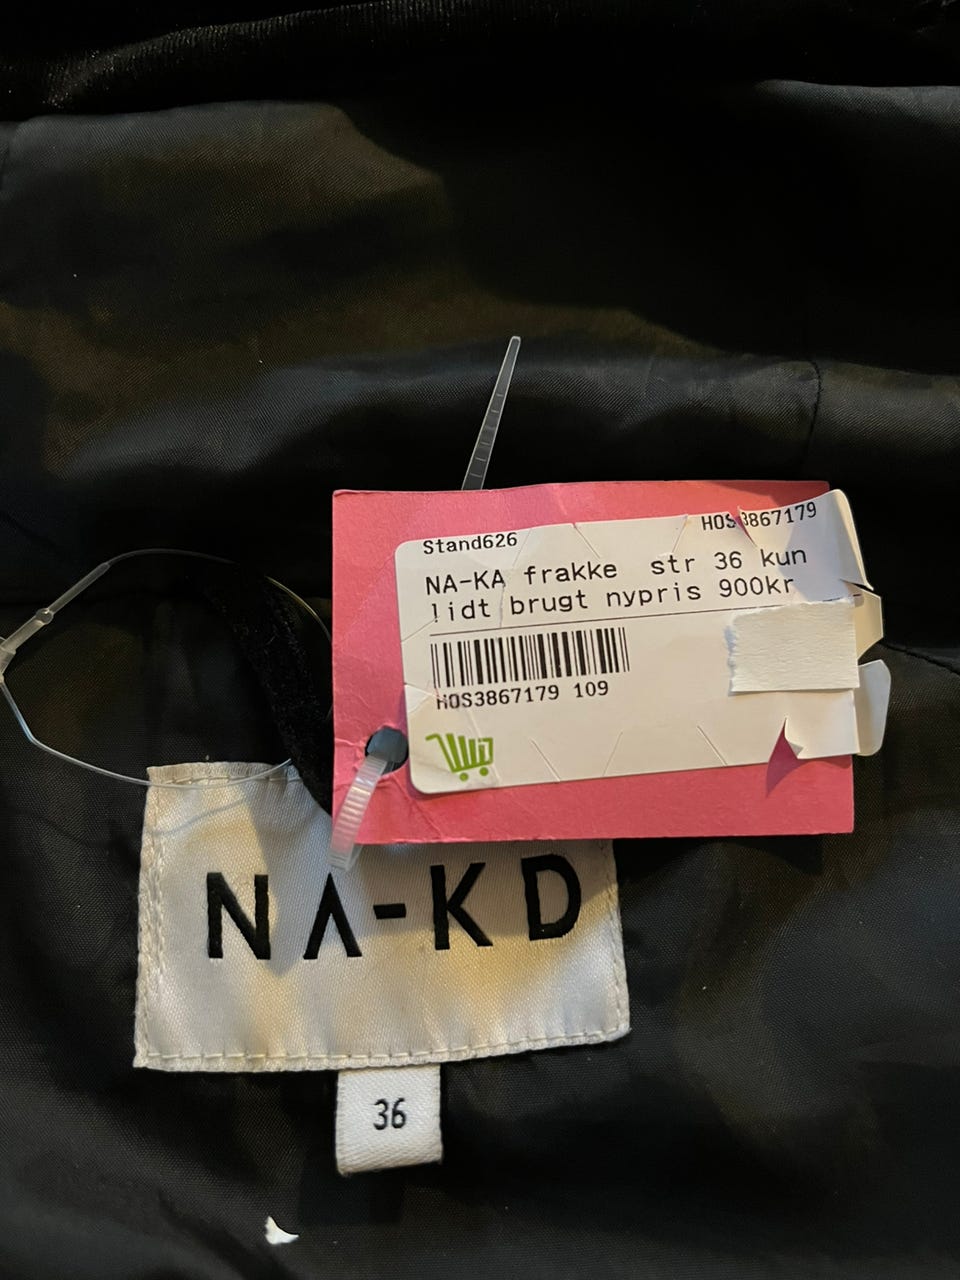 Stand626
HOS3867179
NA-KA frakke str 36 kun
lidt brugt nypris 900kr
HOS3867179 109
NA-KD
36